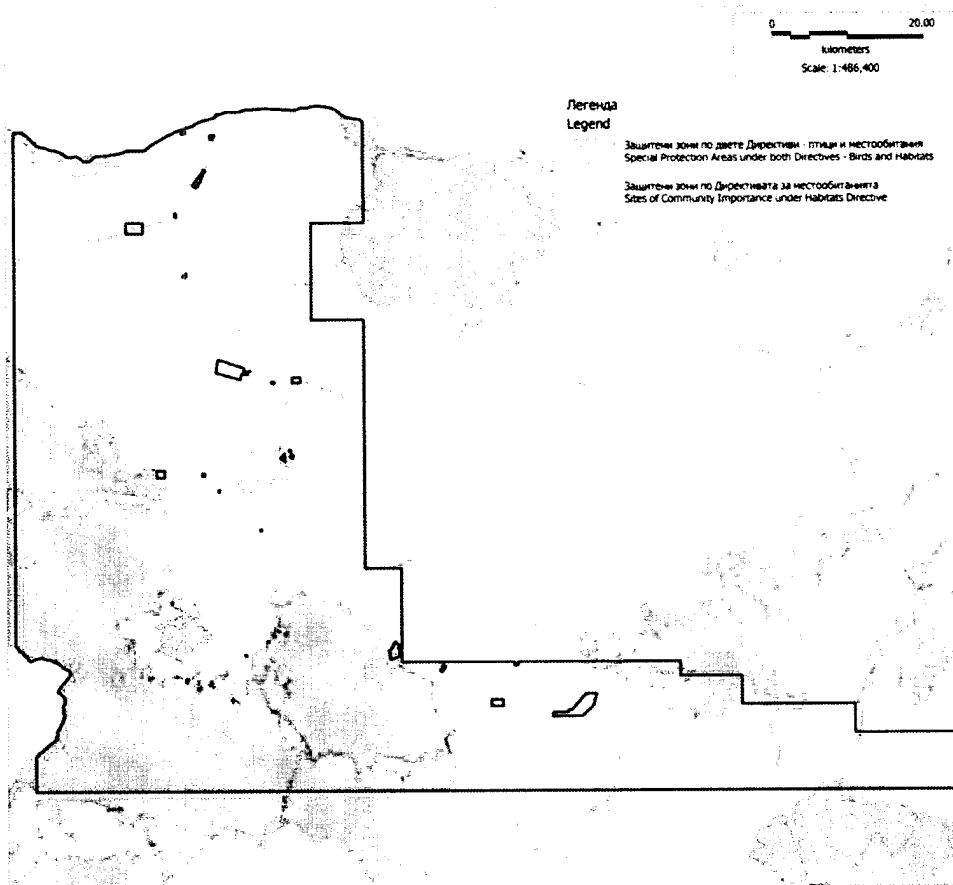 0 20.00
kilometers
Scale: 1:486,400
Легенда
Legend
Защитени зони по двете Директиви - птици и местообитания
Special Protection Areas under both Directives - Birds and Habitats
Защитени зони по Директивата за местообитанията
Sites of Community Importance under Habitats Directive